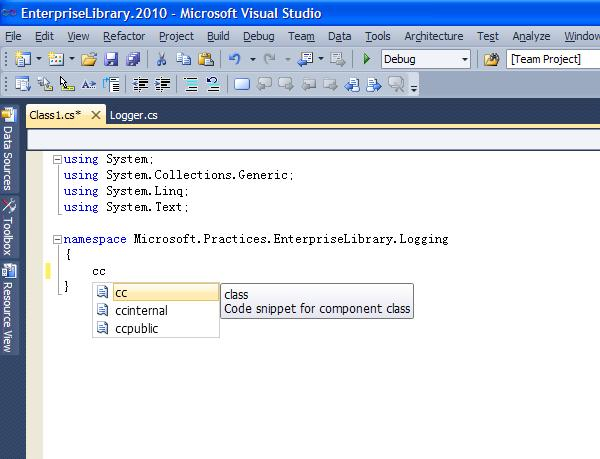 EnterpriseLibrary.2010 - Microsoft Visual Studio
File Edit View Refactor Project Build Debug Team Data Tools Architecture Test Analyze Window
Debug [Team Project]
Class1.cs* Logger.cs
Data Sources
Toolbox
Resource View
using System;
using System.Collections.Generic;
using System.Linq;
using System.Text;
namespace Microsoft.Practices.EnterpriseLibrary.Logging
{
cc
}
cc
ccinternal
ccpublic
class
Code snippet for component class